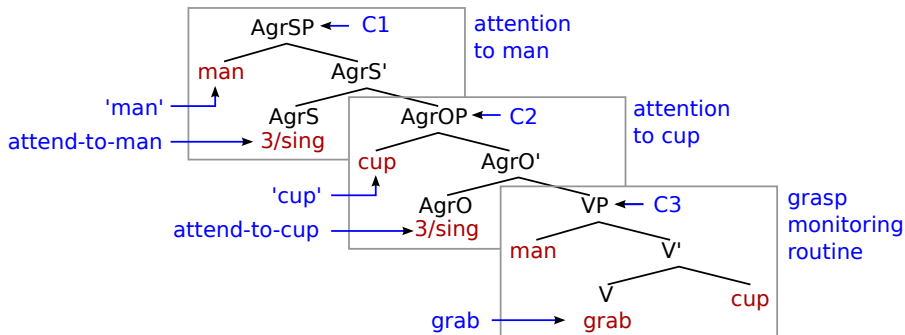 AgrSP C1 attention
to man
man AgrS'
'man' AgrS AgrOP C2 attention
to cup
attend-to-man 3/sing
cup AgrO'
'cup' AgrO VP C3 grasp
monitoring
routine
attend-to-cup 3/sing
man V'
V cup
grab grab